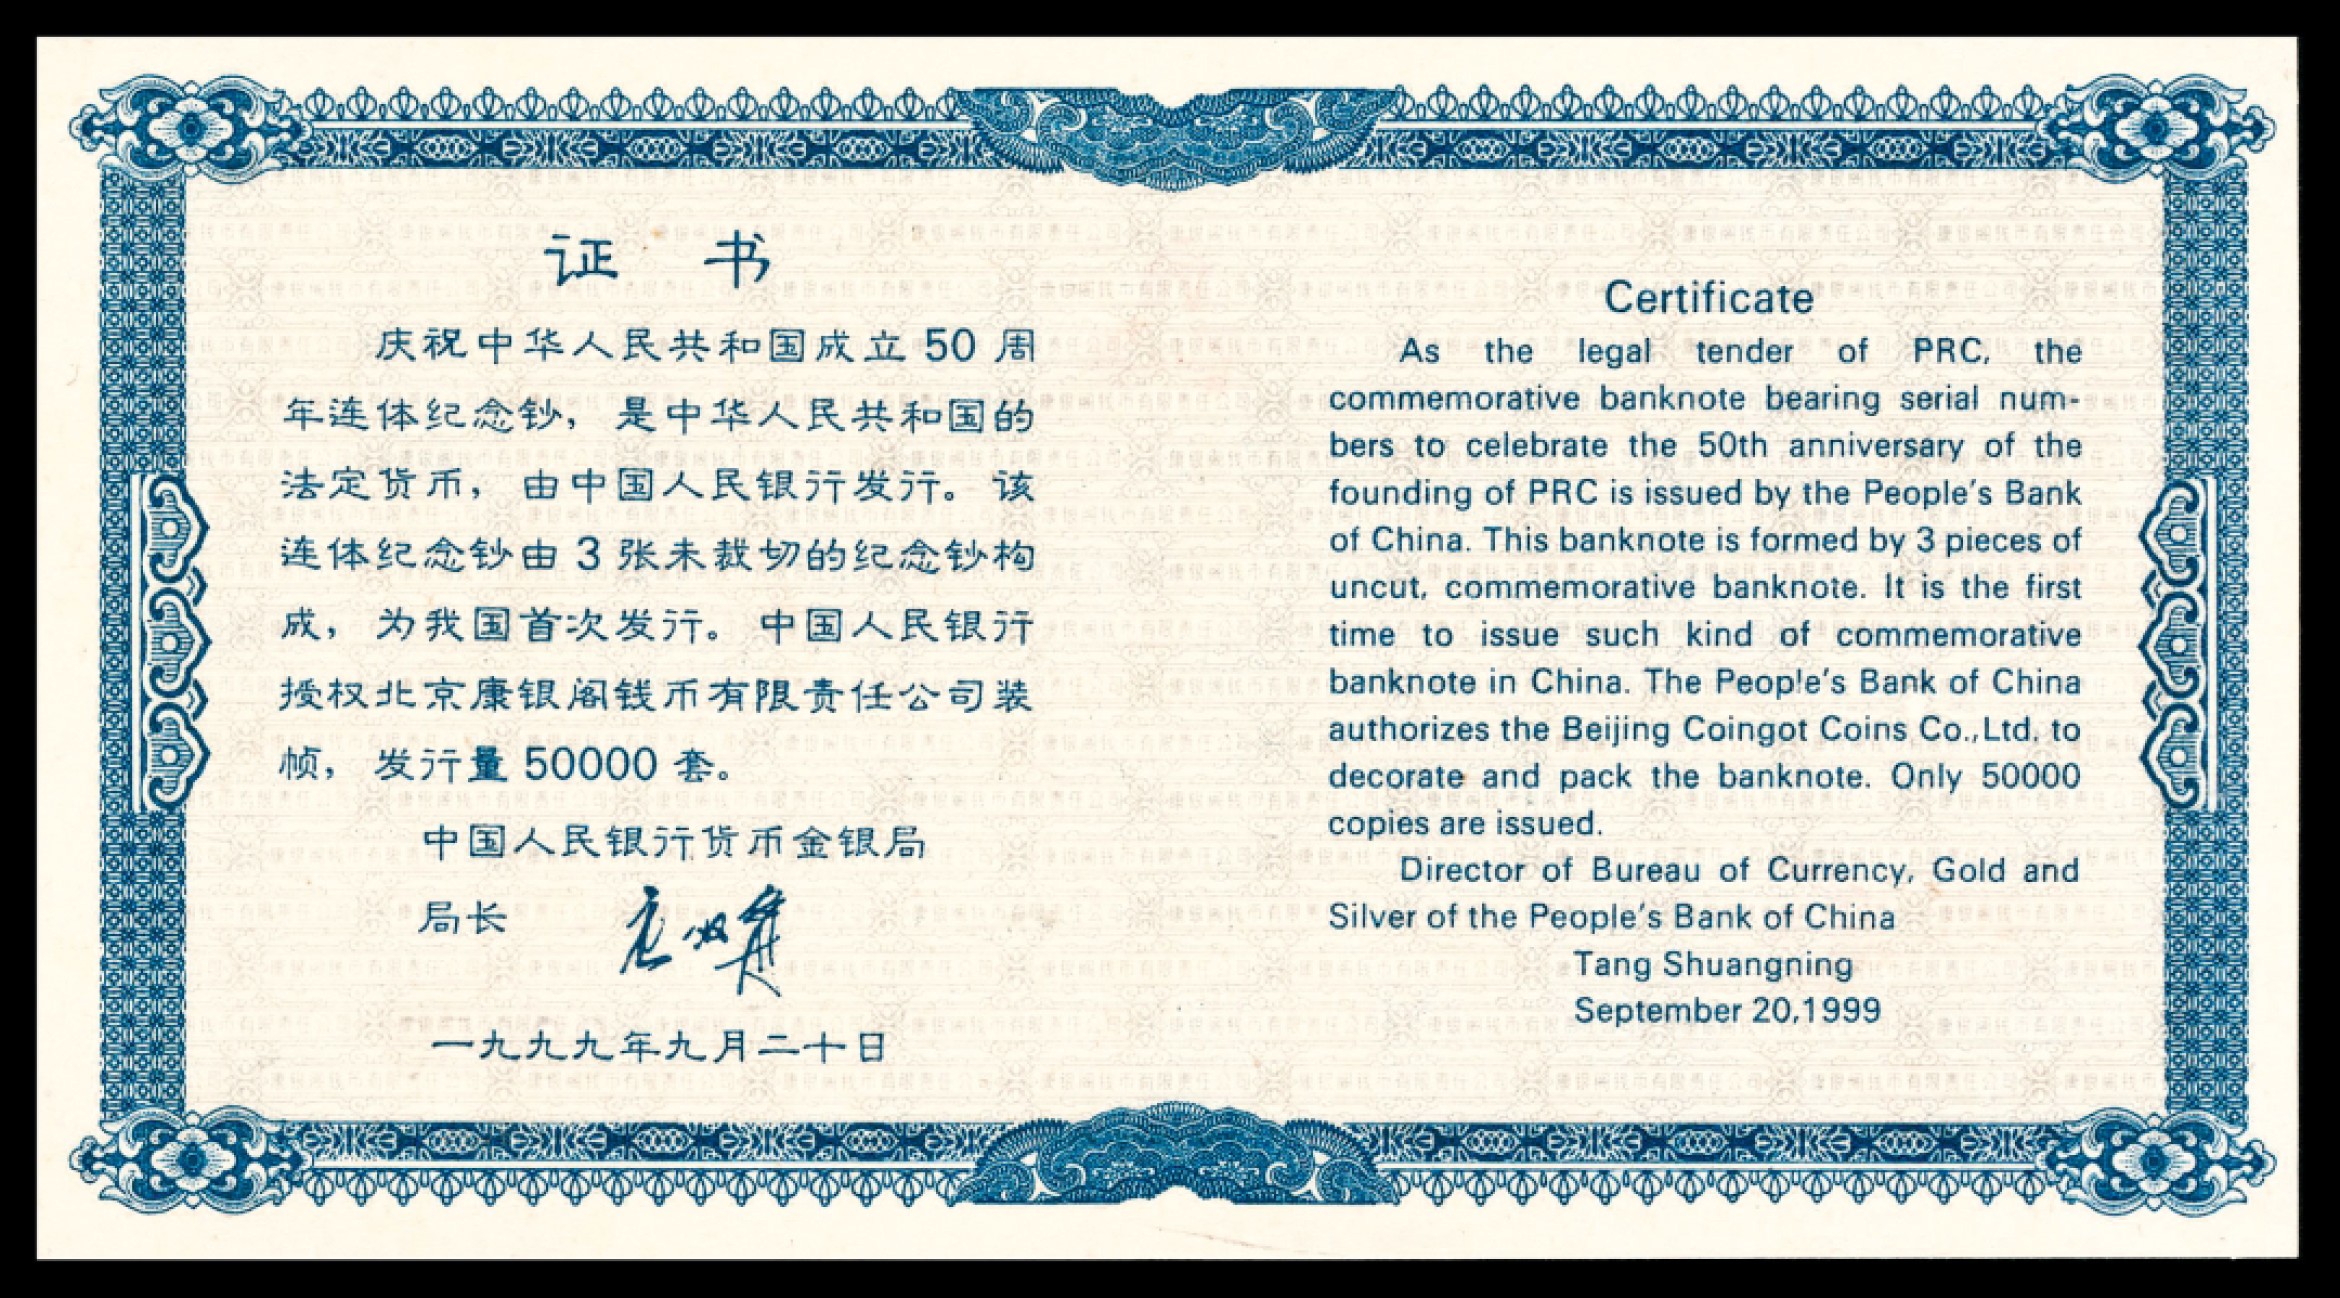 证 书
庆祝中华人民共和国成立 50 周
年连体纪念钞，是中华人民共和国的
法定货币，由中国人民银行发行。该
连体纪念钞由 3 张未裁切的纪念钞构
成，为我国首次发行。中国人民银行
授权北京康银阁钱币有限责任公司装
帧，发行量 50000 套。
中国人民银行货币金银局
局长 唐双宁
一九九九年九月二十日
Certificate
As the legal tender of PRC, the
commemorative banknote bearing serial num-
bers to celebrate the 50th anniversary of the
founding of PRC is issued by the People's Bank
of China. This banknote is formed by 3 pieces of
uncut, commemorative banknote. It is the first
time to issue such kind of commemorative
banknote in China. The People's Bank of China
authorizes the Beijing Coingot Coins Co.,Ltd, to
decorate and pack the banknote. Only 50000
copies are issued.
Director of Bureau of Currency, Gold and
Silver of the People's Bank of China
Tang Shuangning
September 20,1999